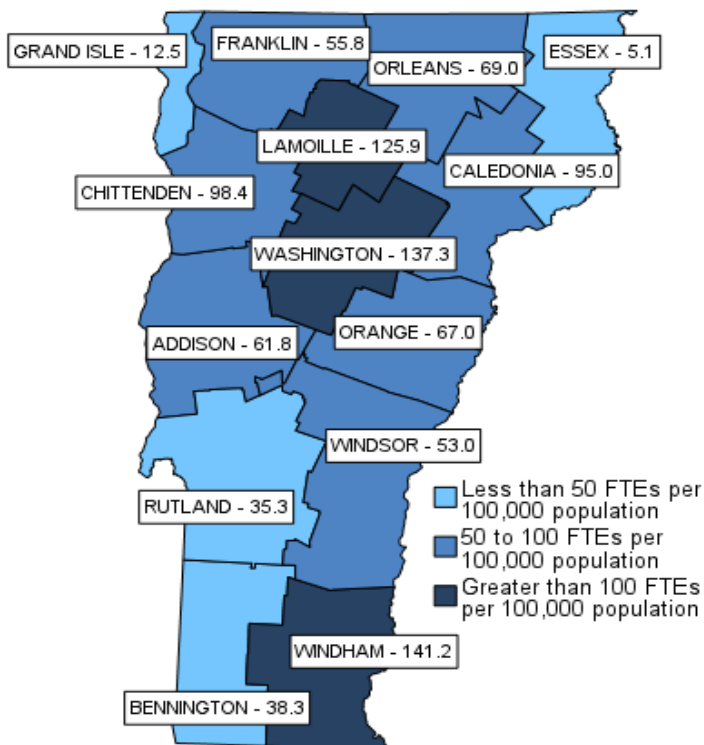 GRAND ISLE - 12.5
FRANKLIN - 55.8
ORLEANS - 69.0
ESSEX - 5.1
LAMOILLE - 125.9
CALEDONIA - 95.0
CHITTENDEN - 98.4
WASHINGTON - 137.3
ORANGE - 67.0
ADDISON - 61.8
WINDSOR - 53.0
RUTLAND - 35.3
Less than 50 FTEs per
100,000 population
50 to 100 FTEs per
100,000 population
Greater than 100 FTEs
per 100,000 population
WINDHAM - 141.2
BENNINGTON - 38.3